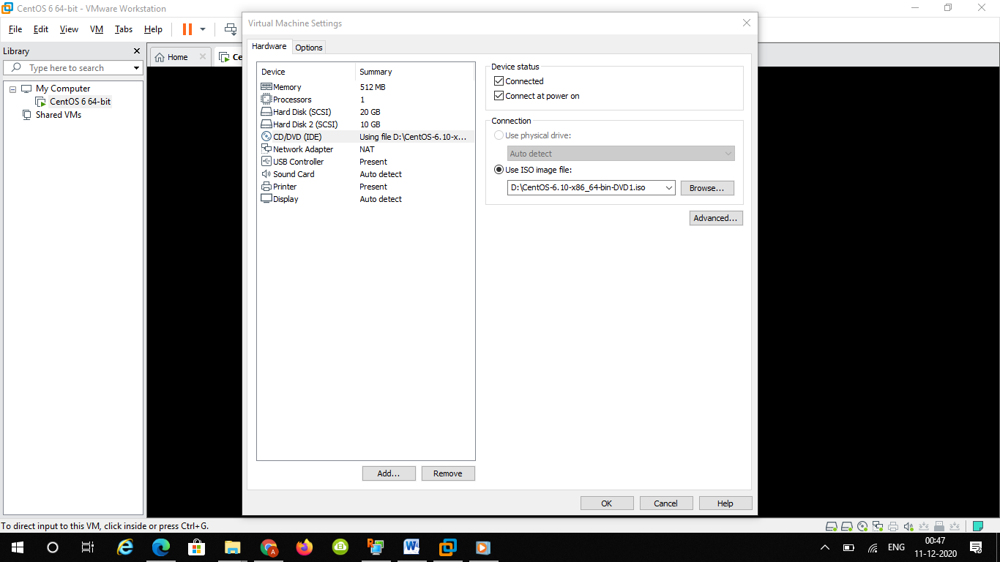 CentOS 6 64-bit - VMware Workstation
File Edit View VM Tabs Help
Library
Type here to search
My Computer
CentOS 6 64-bit
Shared VMs
Home
Ce
Virtual Machine Settings
Hardware Options
Device Summary
Memory 512 MB
Processors 1
Hard Disk (SCSI) 20 GB
Hard Disk 2 (SCSI) 10 GB
CD/DVD (IDE) Using file D:\CentOS-6.10-x...
Network Adapter NAT
USB Controller Present
Sound Card Auto detect
Printer Present
Display Auto detect
Add... Remove
Device status
Connected
Connect at power on
Connection
Use physical drive:
Auto detect
Use ISO image file:
D:\CentOS-6.10-x86_64-bin-DVD1.iso Browse...
Advanced...
OK Cancel Help
To direct input to this VM, click inside or press Ctrl+G.
ENG
00:47
11-12-2020